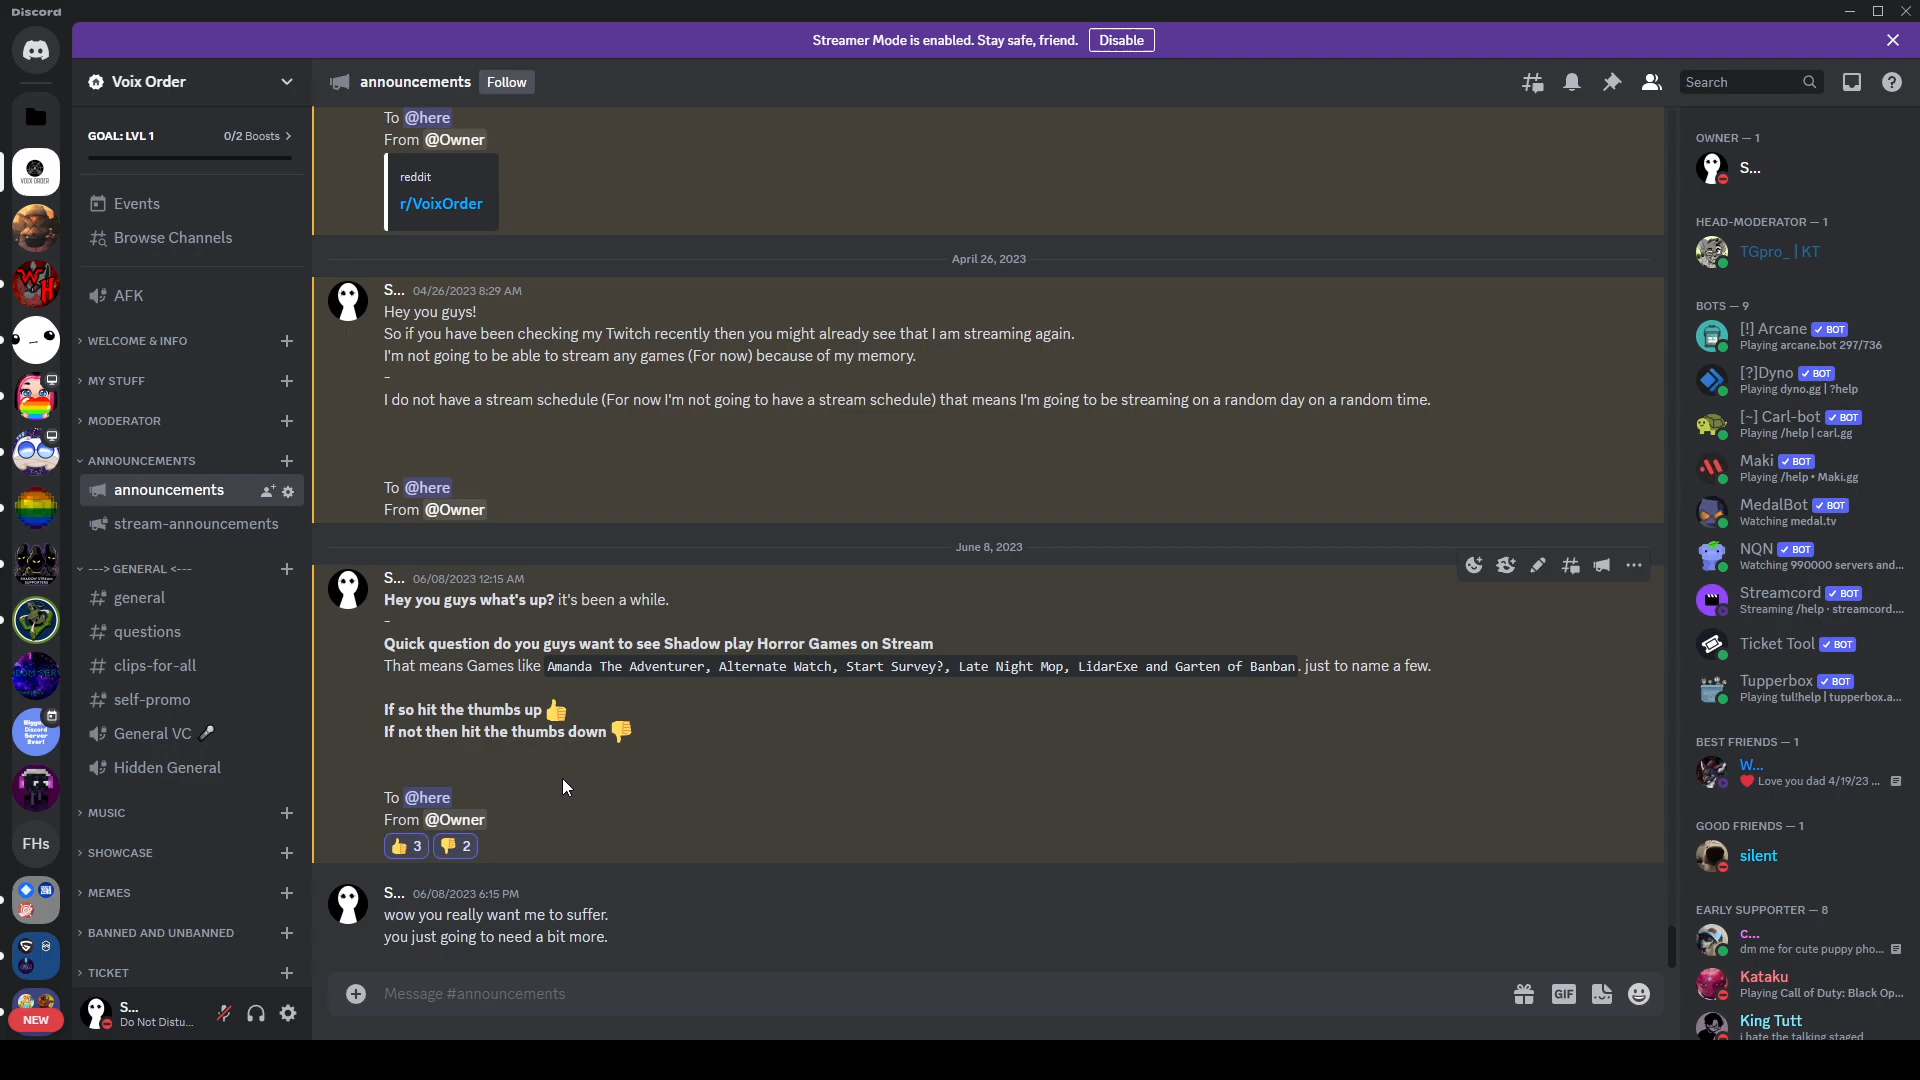 Discord
Streamer Mode is enabled. Stay safe, friend. Disable
Voix Order
announcements
Follow
Search
GOAL: LVL 1
0/2 Boosts
Events
Browse Channels
AFK
WELCOME & INFO
MY STUFF
MODERATOR
ANNOUNCEMENTS
announcements
stream-announcements
---> GENERAL <---
general
questions
clips-for-all
self-promo
General VC 🎤
Hidden General
MUSIC
SHOWCASE
MEMES
BANNED AND UNBANNED
TICKET
VOIX ORDER
Biggest Discord Server Ever!
FHs
NEW
S...
Do Not Distu...
To @here
From @Owner
reddit
r/VoixOrder
April 26, 2023
S... 04/26/2023 8:29 AM
Hey you guys!
So if you have been checking my Twitch recently then you might already see that I am streaming again.
I'm not going to be able to stream any games (For now) because of my memory.
-
I do not have a stream schedule (For now I'm not going to have a stream schedule) that means I'm going to be streaming on a random day on a random time.
To @here
From @Owner
June 8, 2023
S... 06/08/2023 12:15 AM
Hey you guys what's up? it's been a while.
-
Quick question do you guys want to see Shadow play Horror Games on Stream
That means Games like Amanda The Adventurer, Alternate Watch, Start Survey?, Late Night Mop, LidarExe and Garten of Banban. just to name a few.
If so hit the thumbs up 👍
If not then hit the thumbs down 👎
To @here
From @Owner
👍 3 👎 2
S... 06/08/2023 6:15 PM
wow you really want me to suffer.
you just going to need a bit more.
Message #announcements
GIF
OWNER — 1
S...
HEAD-MODERATOR — 1
TGpro_ | KT
BOTS — 9
[!] Arcane ✓ BOT
Playing arcane.bot 297/736
[?]Dyno ✓ BOT
Playing dyno.gg | ?help
[~] Carl-bot ✓ BOT
Playing /help | carl.gg
Maki ✓ BOT
Playing /help • Maki.gg
MedalBot ✓ BOT
Watching medal.tv
NQN ✓ BOT
Watching 990000 servers and...
Streamcord ✓ BOT
Streaming /help · streamcord....
Ticket Tool ✓ BOT
Tupperbox ✓ BOT
Playing tul!help | tupperbox.a...
BEST FRIENDS — 1
W...
❤️ Love you dad 4/19/23 ...
GOOD FRIENDS — 1
silent
EARLY SUPPORTER — 8
c...
dm me for cute puppy pho...
Kataku
Playing Call of Duty: Black Op...
King Tutt
i hate the talking staged